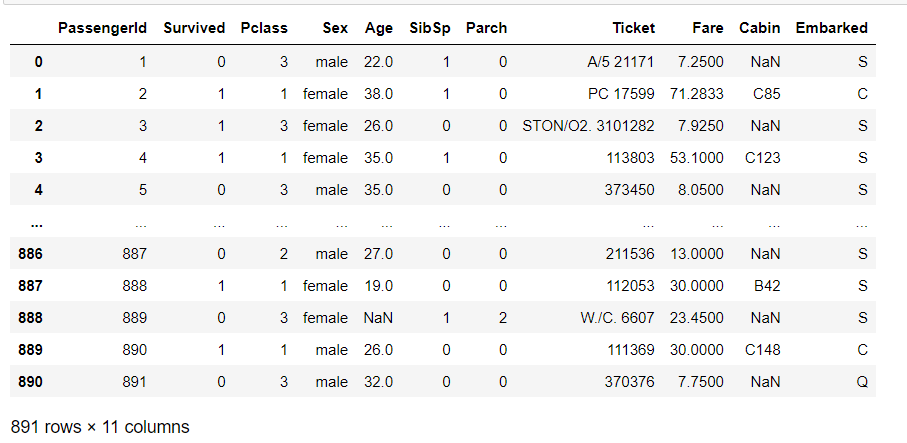 PassengerId Survived Pclass Sex Age SibSp Parch Ticket Fare Cabin Embarked
0 1 0 3 male 22.0 1 0 A/5 21171 7.2500 NaN S
1 2 1 1 female 38.0 1 0 PC 17599 71.2833 C85 C
2 3 1 3 female 26.0 0 0 STON/O2. 3101282 7.9250 NaN S
3 4 1 1 female 35.0 1 0 113803 53.1000 C123 S
4 5 0 3 male 35.0 0 0 373450 8.0500 NaN S
... ... ... ... ... ... ... ... ... ... ... ...
886 887 0 2 male 27.0 0 0 211536 13.0000 NaN S
887 888 1 1 female 19.0 0 0 112053 30.0000 B42 S
888 889 0 3 female NaN 1 2 W./C. 6607 23.4500 NaN S
889 890 1 1 male 26.0 0 0 111369 30.0000 C148 C
890 891 0 3 male 32.0 0 0 370376 7.7500 NaN Q
891 rows × 11 columns